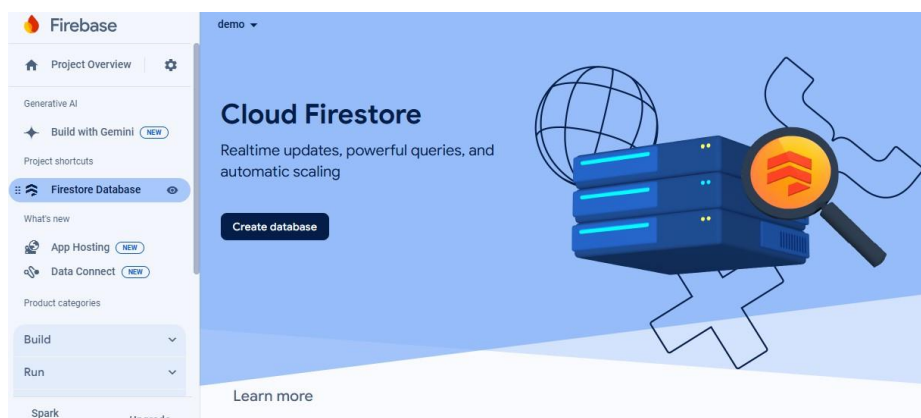 Firebase
Project Overview
Generative AI
Build with Gemini NEW
Project shortcuts
Firestore Database
What's new
App Hosting NEW
Data Connect NEW
Product categories
Build
Run
Spark
demo
Cloud Firestore
Realtime updates, powerful queries, and
automatic scaling
Create database
Learn more